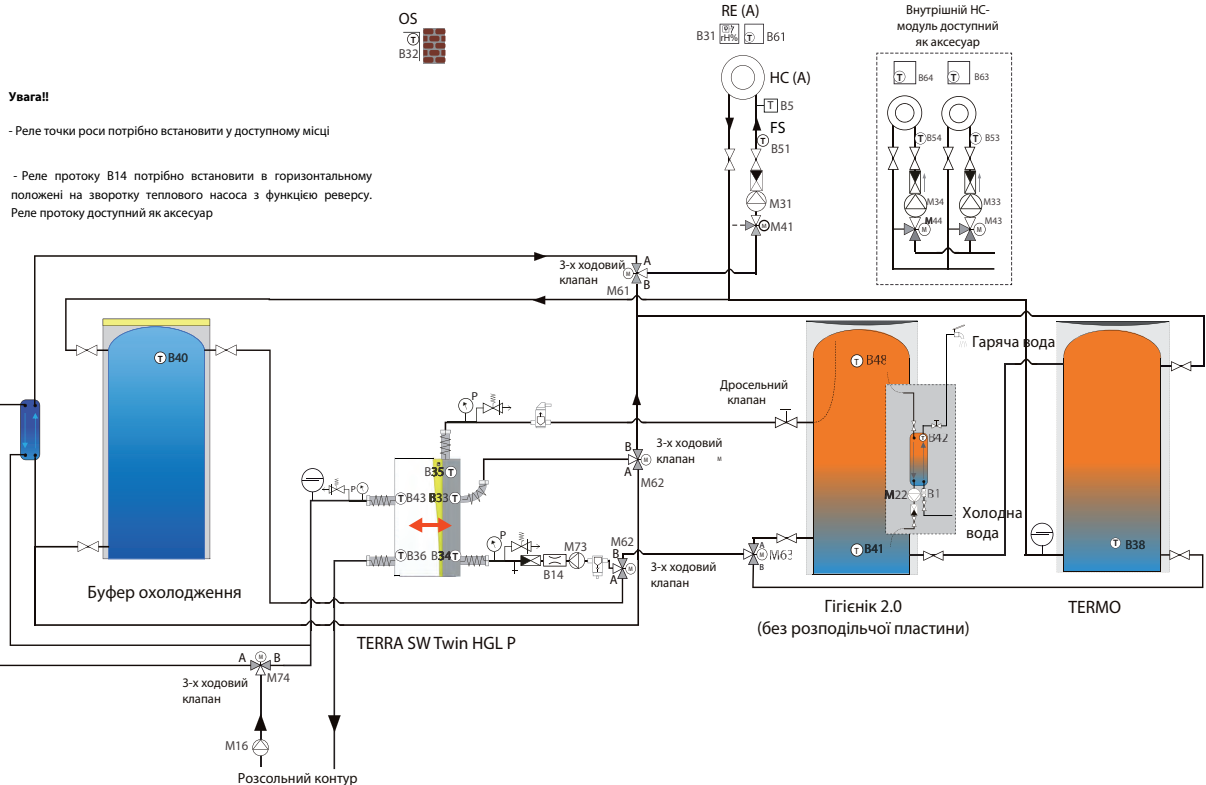 OS
T
B32
RE (A)
B31
rH%
T
B61
Внутрішній НС-
модуль доступний
як аксесуар
T
B64
T
B63
HC (A)
T
B5
FS
T
B51
T
B54
T
B53
M31
M34
M33
M
M41
M44
M
M43
M
Увага!!
- Реле точки роси потрібно встановити у доступному місці
- Реле протоку B14 потрібно встановити в горизонтальному
положені на зворотку теплового насоса з функцією реверсу.
Реле протоку доступний як аксесуар
3-х ходовий
клапан
A
M
B
M61
T
B40
T
B48
Гаряча вода
Дросельний
клапан
P
B
M
A
3-х ходовий
клапан
M
M62
T
B42
B35
T
P
T
B43
B33
T
M22
B1
Холодна
вода
T
B36
B34
T
P
B14
M73
M62
B
M
A
3-х ходовий
клапан
A
M
B
M63
T
B41
T
B38
Буфер охолодження
TERRA SW Twin HGL P
Гігієнік 2.0
(без розподільчої пластини)
TERMO
A
M
B
M74
3-х ходовий
клапан
M16
Розсольний контур